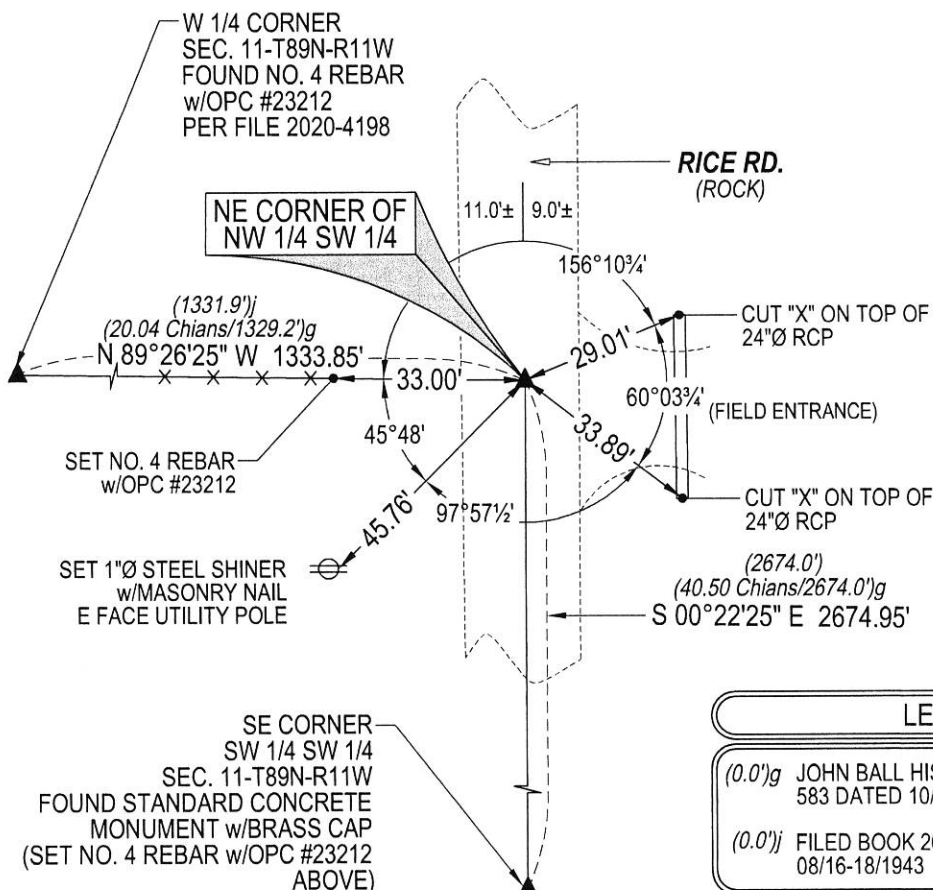 W 1/4 CORNER
SEC. 11-T89N-R11W
FOUND NO. 4 REBAR
w/OPC #23212
PER FILE 2020-4198
RICE RD.
(ROCK)
11.0'± 9.0'±
NE CORNER OF
NW 1/4 SW 1/4
156°10¾'
(1331.9')j
(20.04 Chians/1329.2')g
N 89°26'25" W 1333.85'
33.00'
29.01'
CUT "X" ON TOP OF
24"Ø RCP
60°03¾'
(FIELD ENTRANCE)
33.89'
45°48'
SET NO. 4 REBAR
w/OPC #23212
97°57½'
45.76'
CUT "X" ON TOP OF
24"Ø RCP
SET 1"Ø STEEL SHINER
w/MASONRY NAIL
E FACE UTILITY POLE
(2674.0')
(40.50 Chians/2674.0')g
S 00°22'25" E 2674.95'
SE CORNER
SW 1/4 SW 1/4
SEC. 11-T89N-R11W
FOUND STANDARD CONCRETE
MONUMENT w/BRASS CAP
(SET NO. 4 REBAR w/OPC #23212
ABOVE)
LE
(0.0')g JOHN BALL HIS
583 DATED 10/
(0.0')j FILED BOOK 20
08/16-18/1943